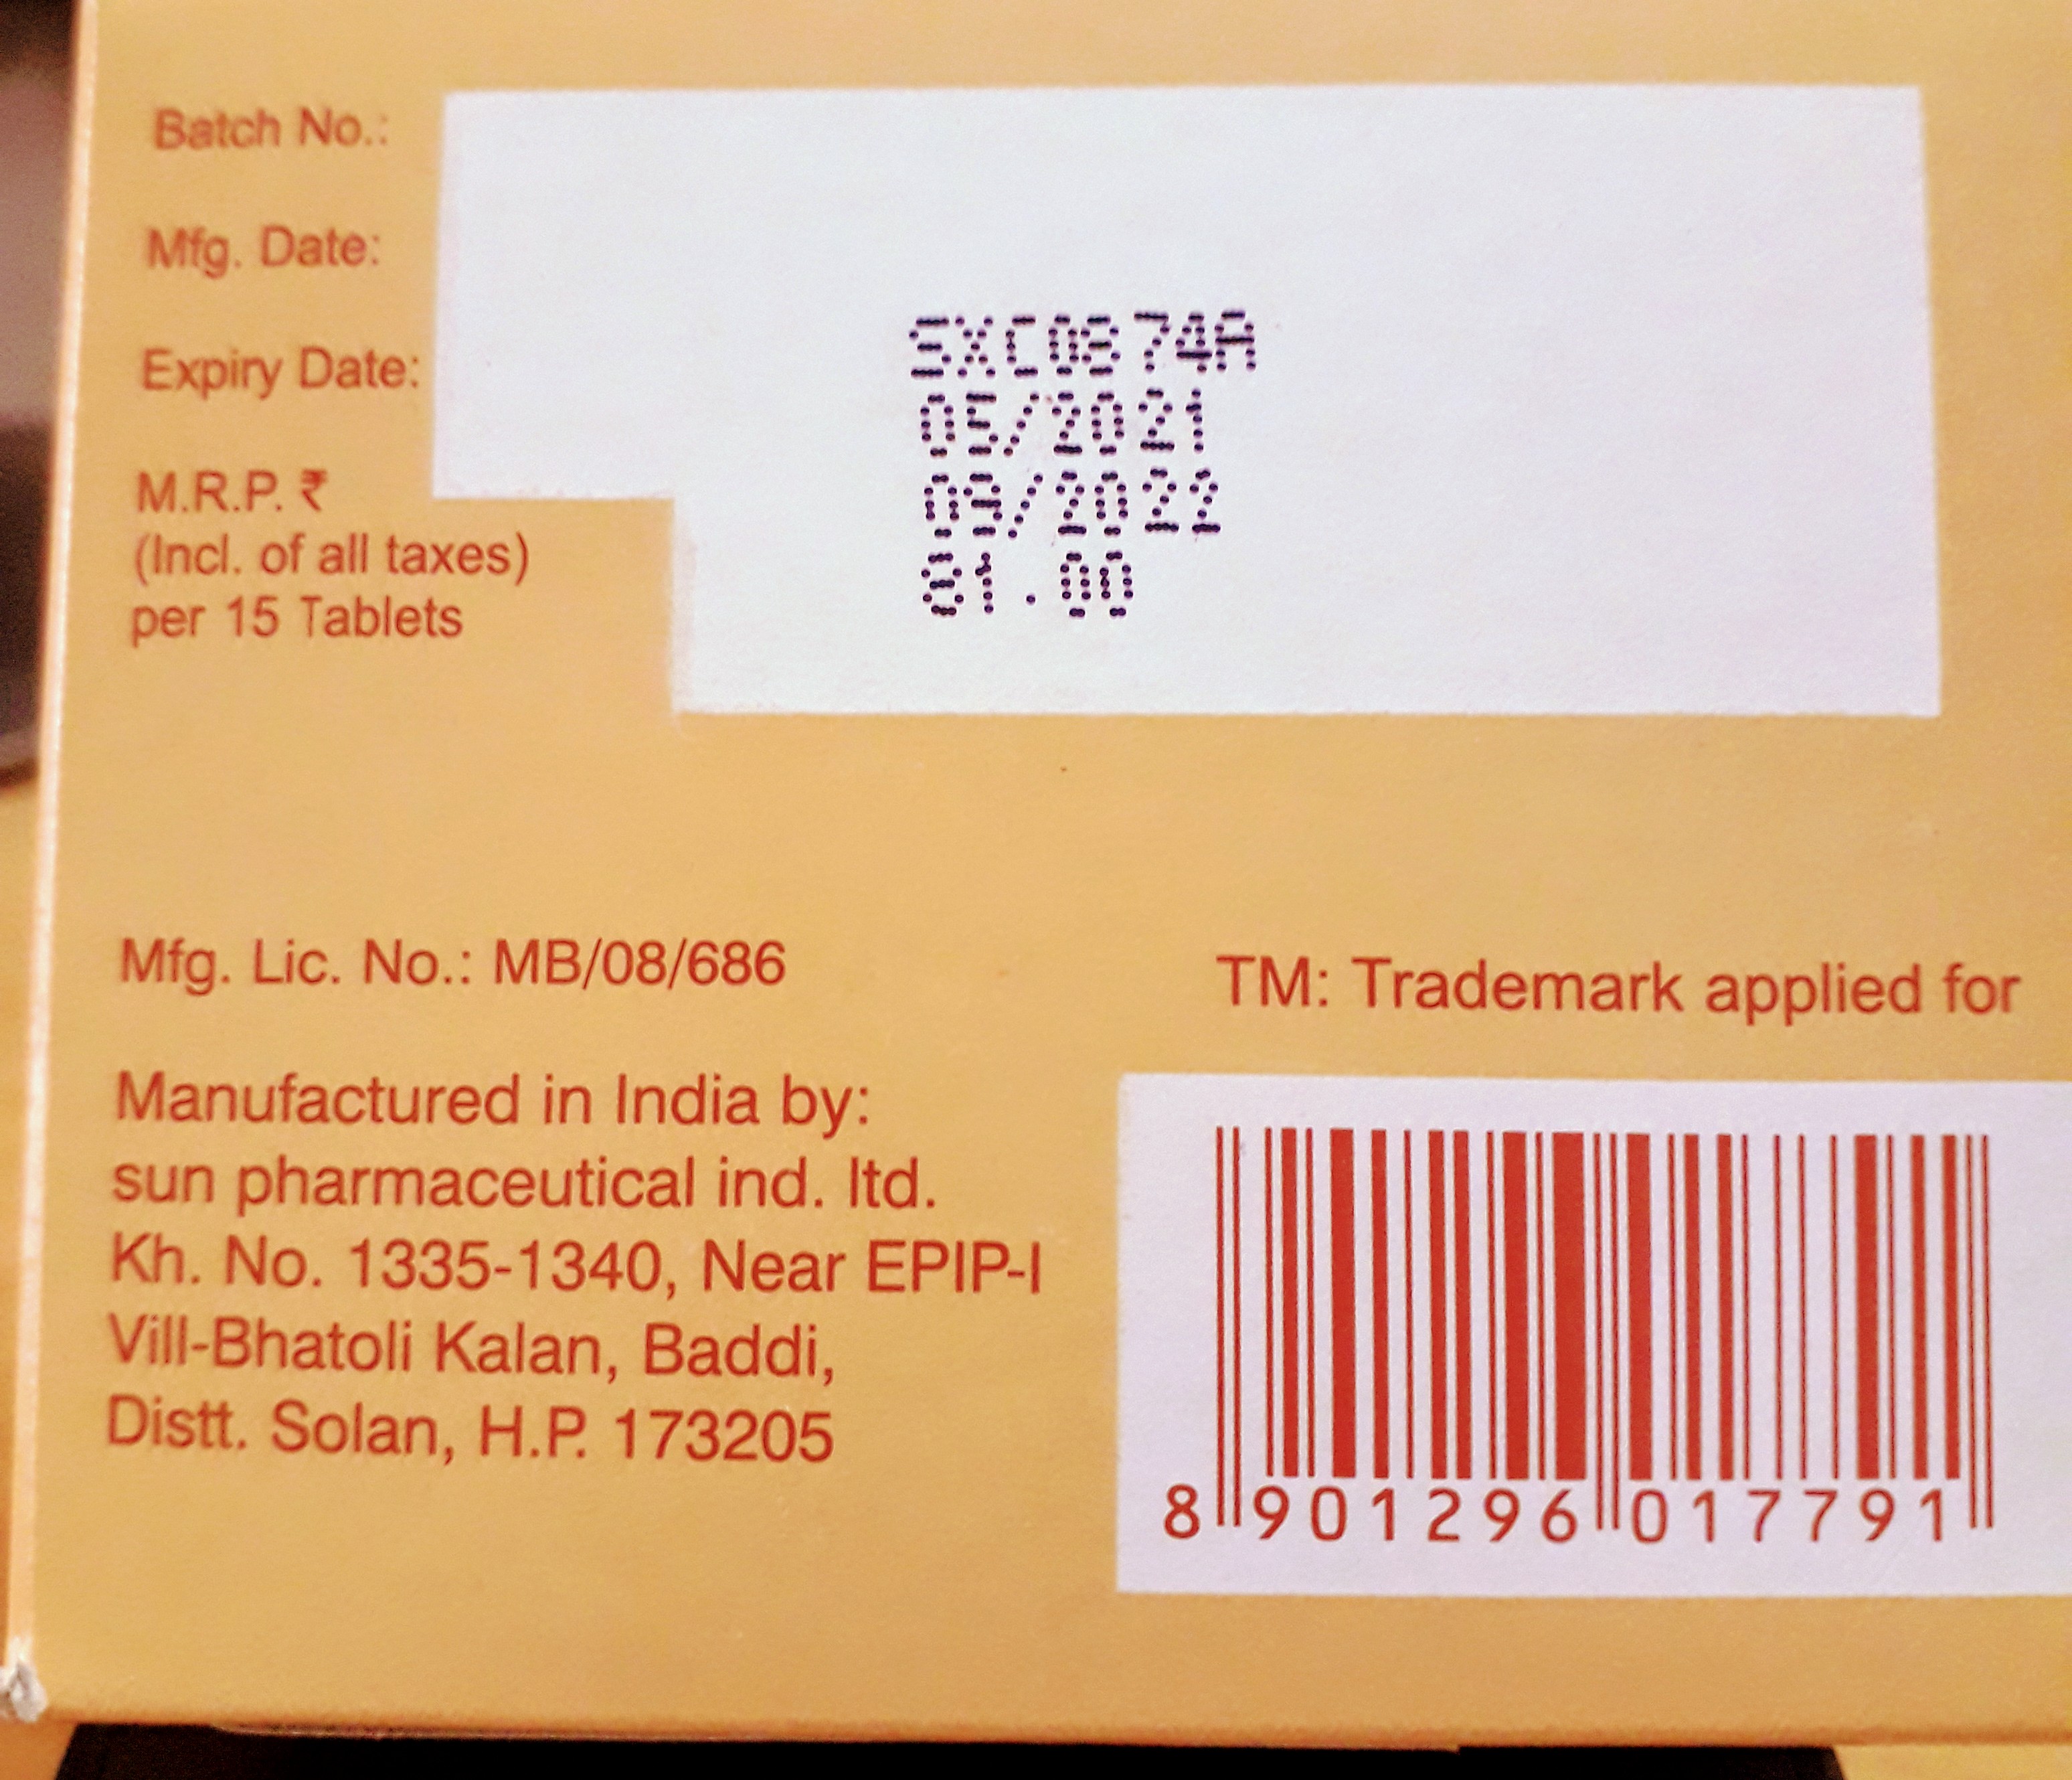 Batch No.:
Mfg. Date:
Expiry Date:
M.R.P. ₹
(Incl. of all taxes)
per 15 Tablets
SXC0874A
05/2021
09/2022
81.00
Mfg. Lic. No.: MB/08/686
TM: Trademark applied for
Manufactured in India by:
sun pharmaceutical ind. ltd.
Kh. No. 1335-1340, Near EPIP-I
Vill-Bhatoli Kalan, Baddi,
Distt. Solan, H.P. 173205
8 901296 017791